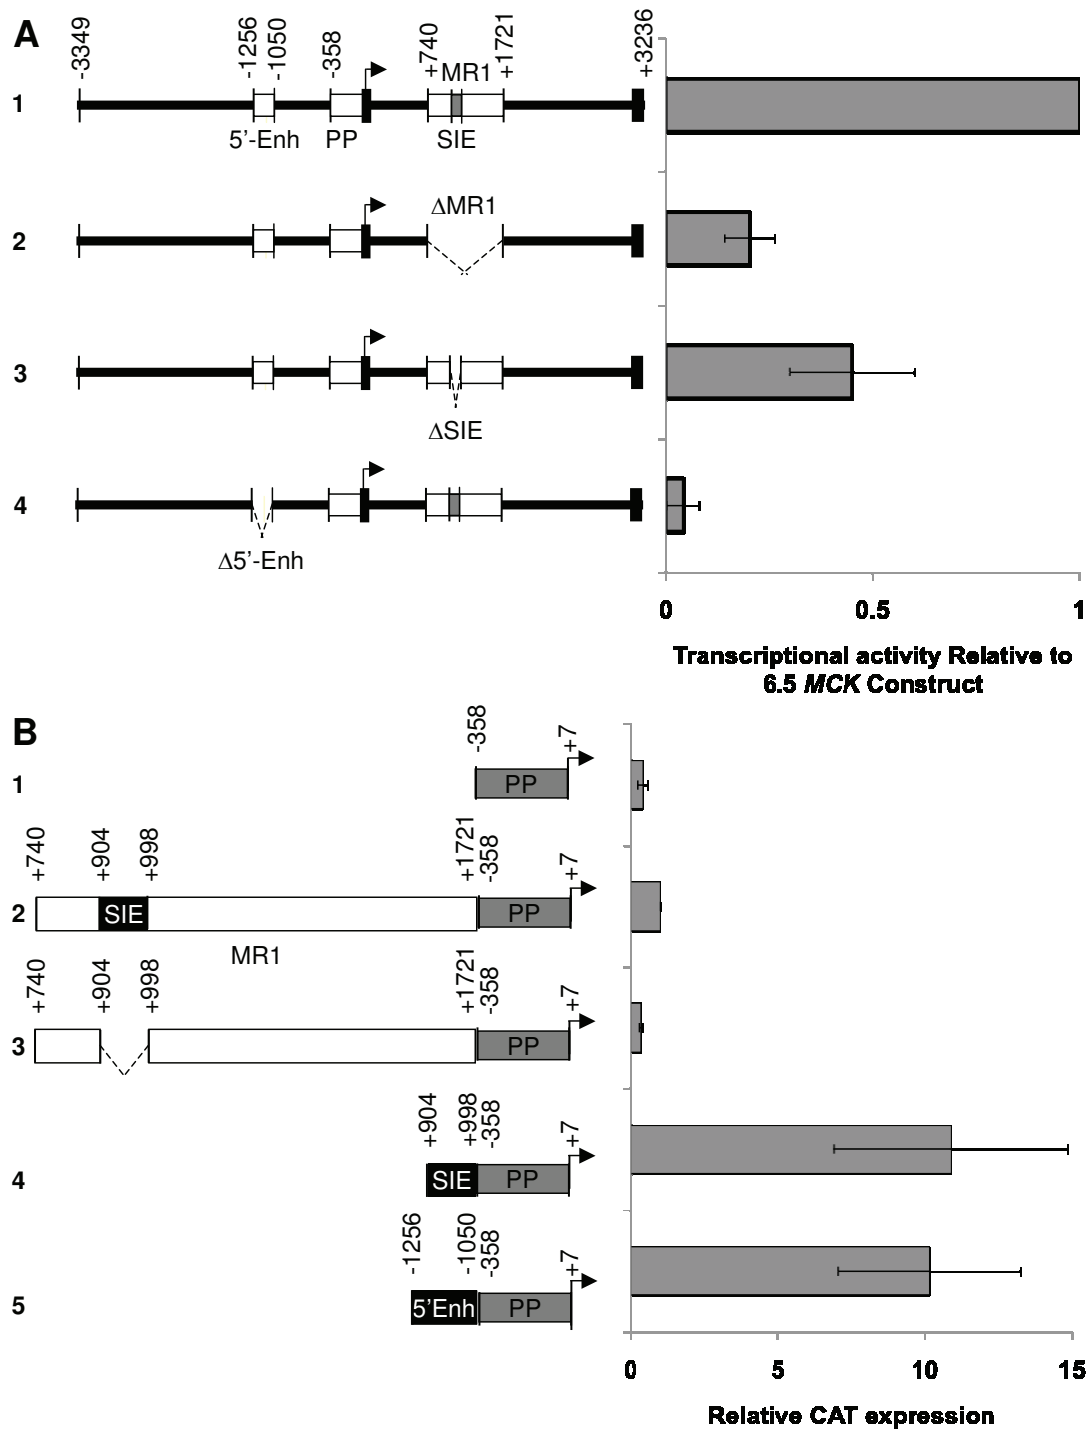 A
-3349
-1256
-1050
-358
+740
MR1
+1721
+3236
1
5'-Enh
PP
SIE
2
ΔMR1
3
ΔSIE
4
Δ5'-Enh
0
0.5
1
Transcriptional activity Relative to
6.5 MCK Construct
B
-358
+7
1
PP
+740
+904
+998
+1721
-358
+7
2
SIE
PP
MR1
+740
+904
+998
+1721
-358
+7
3
PP
+904
+998
-358
+7
4
SIE
PP
-1256
-1050
-358
+7
5
5'Enh
PP
0
5
10
15
Relative CAT expression